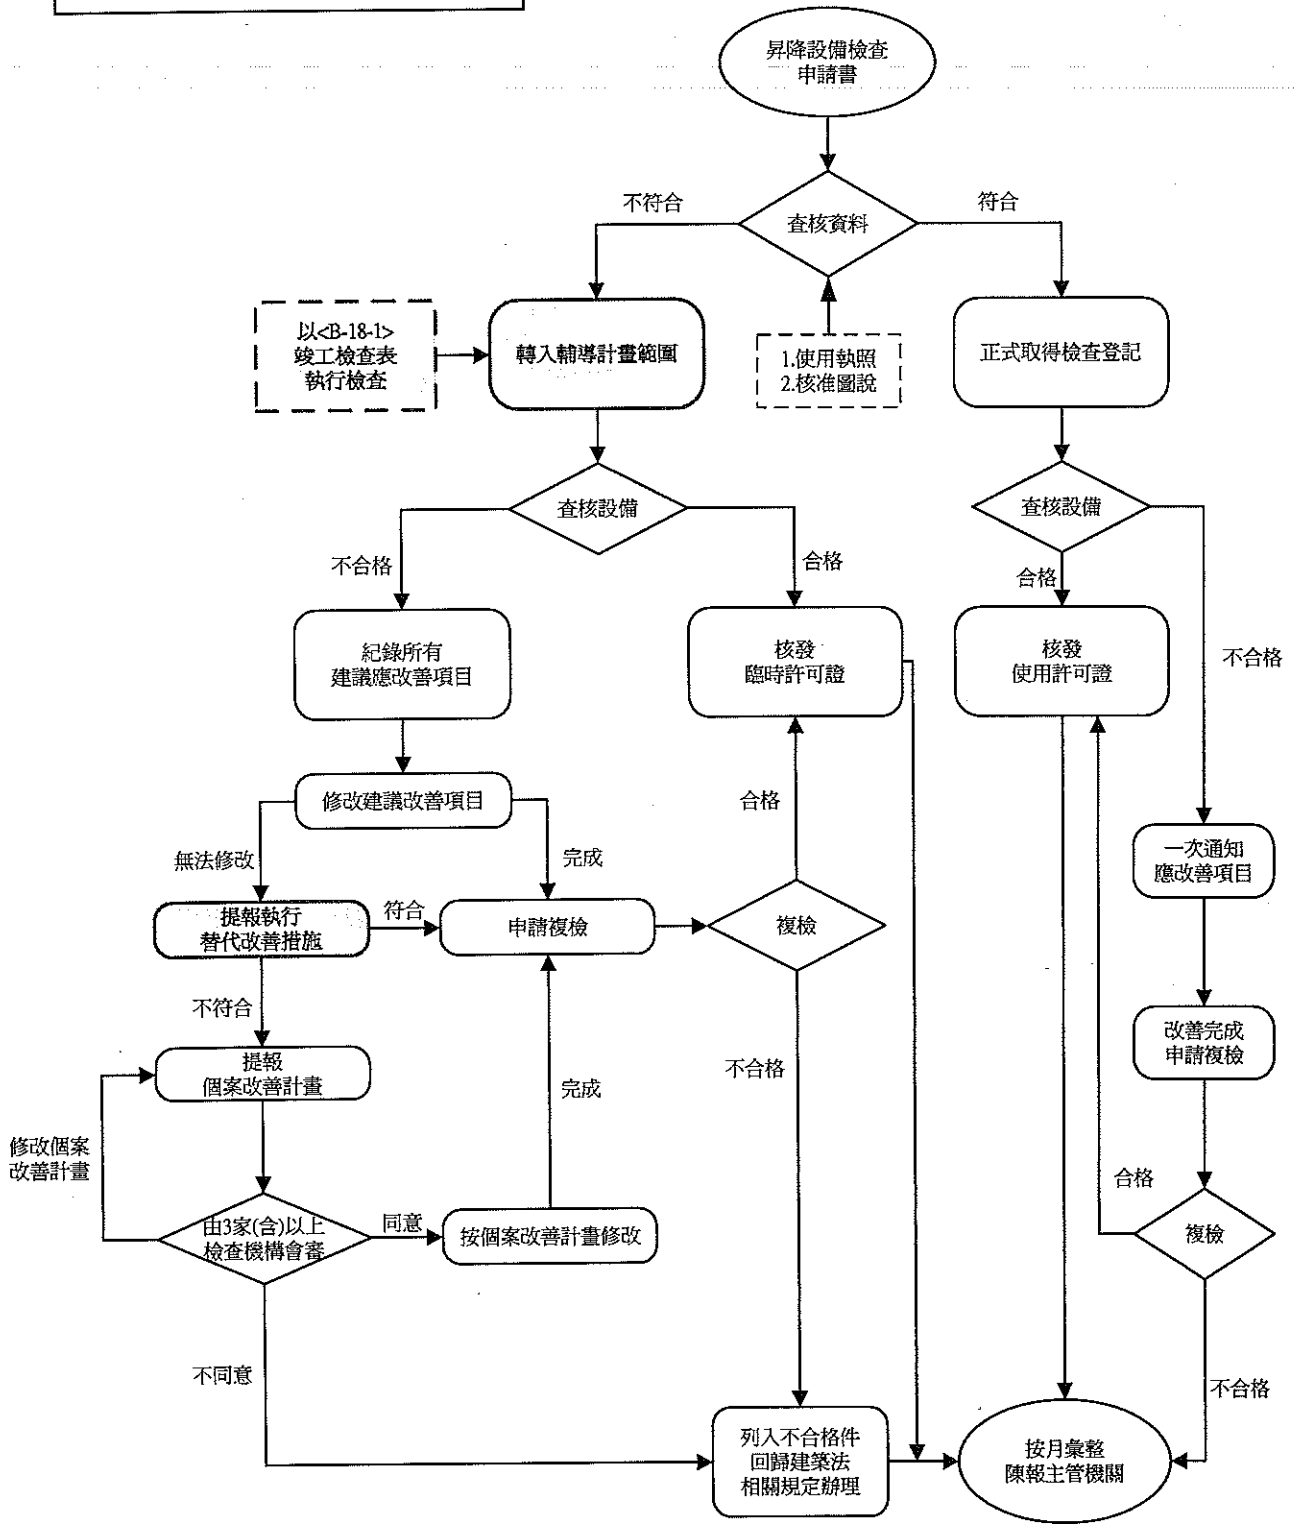 昇降設備檢查
申請書
不符合
符合
查核資料
以<B-18-1>
竣工檢查表
執行檢查
轉入輔導計畫範圍
1.使用執照
2.核准圖說
正式取得檢查登記
查核設備
查核設備
不合格
合格
合格
不合格
紀錄所有
建議應改善項目
核發
臨時許可證
核發
使用許可證
修改建議改善項目
合格
無法修改
完成
一次通知
應改善項目
提報執行
替代改善措施
符合
申請複檢
複檢
不符合
改善完成
申請複檢
提報
個案改善計畫
不合格
完成
修改個案
改善計畫
合格
由3家(含)以上
檢查機構會審
同意
按個案改善計畫修改
複檢
不同意
不合格
列入不合格件
回歸建築法
相關規定辦理
按月彙整
陳報主管機關